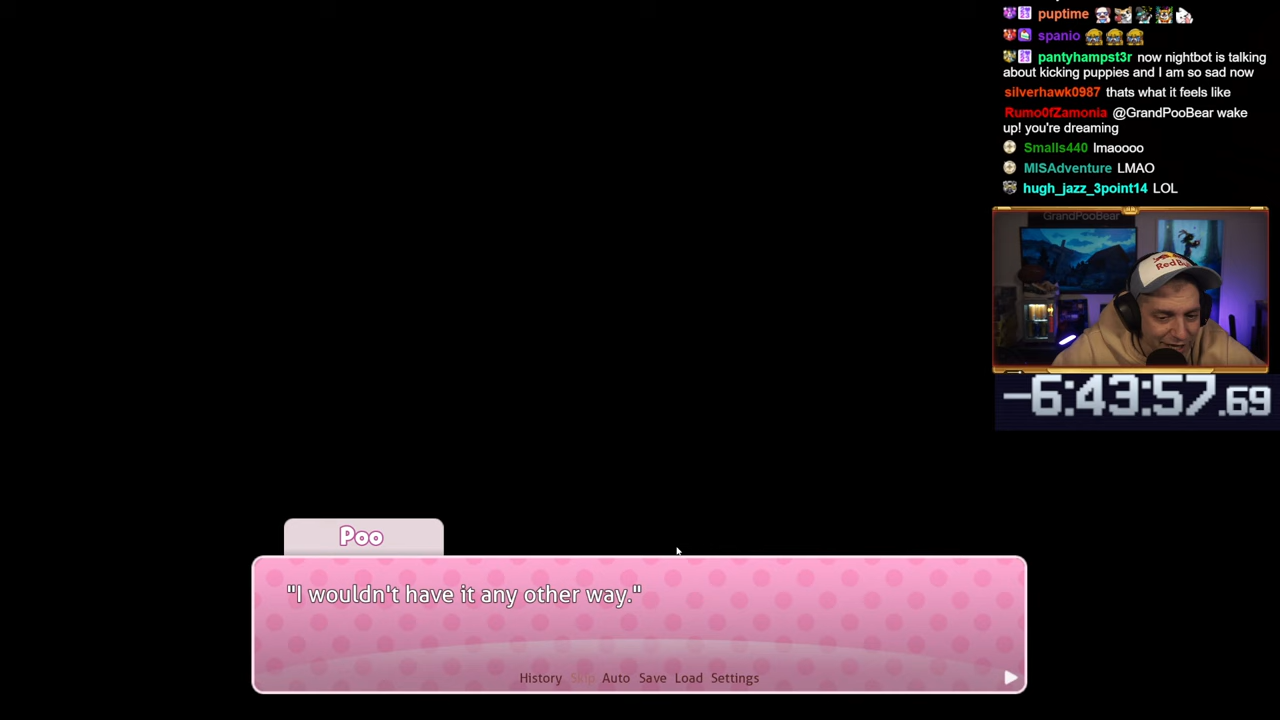 puptime
spanio
pantyhampst3r now nightbot is talking
about kicking puppies and I am so sad now
silverhawk0987 thats what it feels like
Rumo0fZamonia @GrandPooBear wake
up! you're dreaming
Smalls440 lmaoooo
MISAdventure LMAO
hugh_jazz_3point14 LOL
GrandPooBear
Red Bull
−6:43:57.69
Poo
"I wouldn't have it any other way."
History Skip Auto Save Load Settings